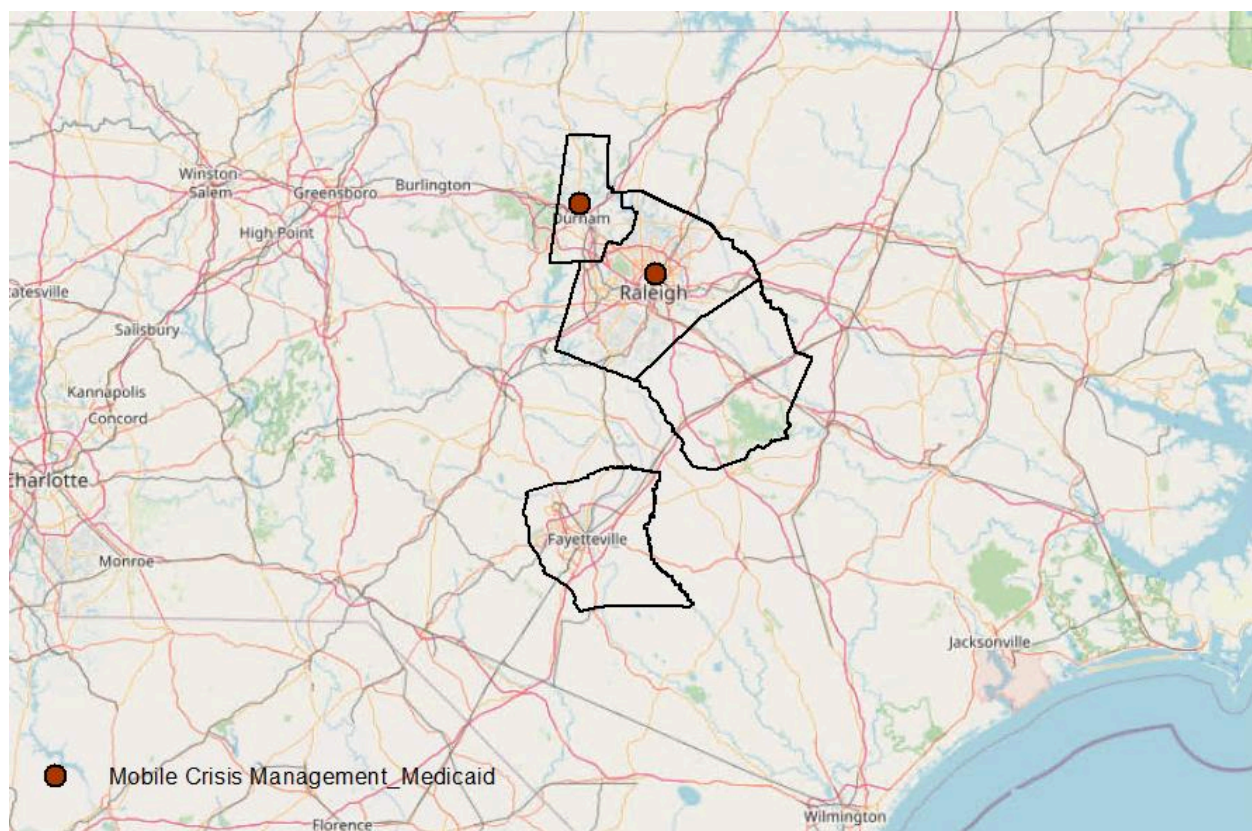 Winston-
Salem
Greensboro
Burlington
High Point
Durham
Raleigh
atesville
Salisbury
Kannapolis
Concord
Charlotte
Monroe
Fayetteville
Jacksonville
Mobile Crisis Management_Medicaid
Florence
Wilmington